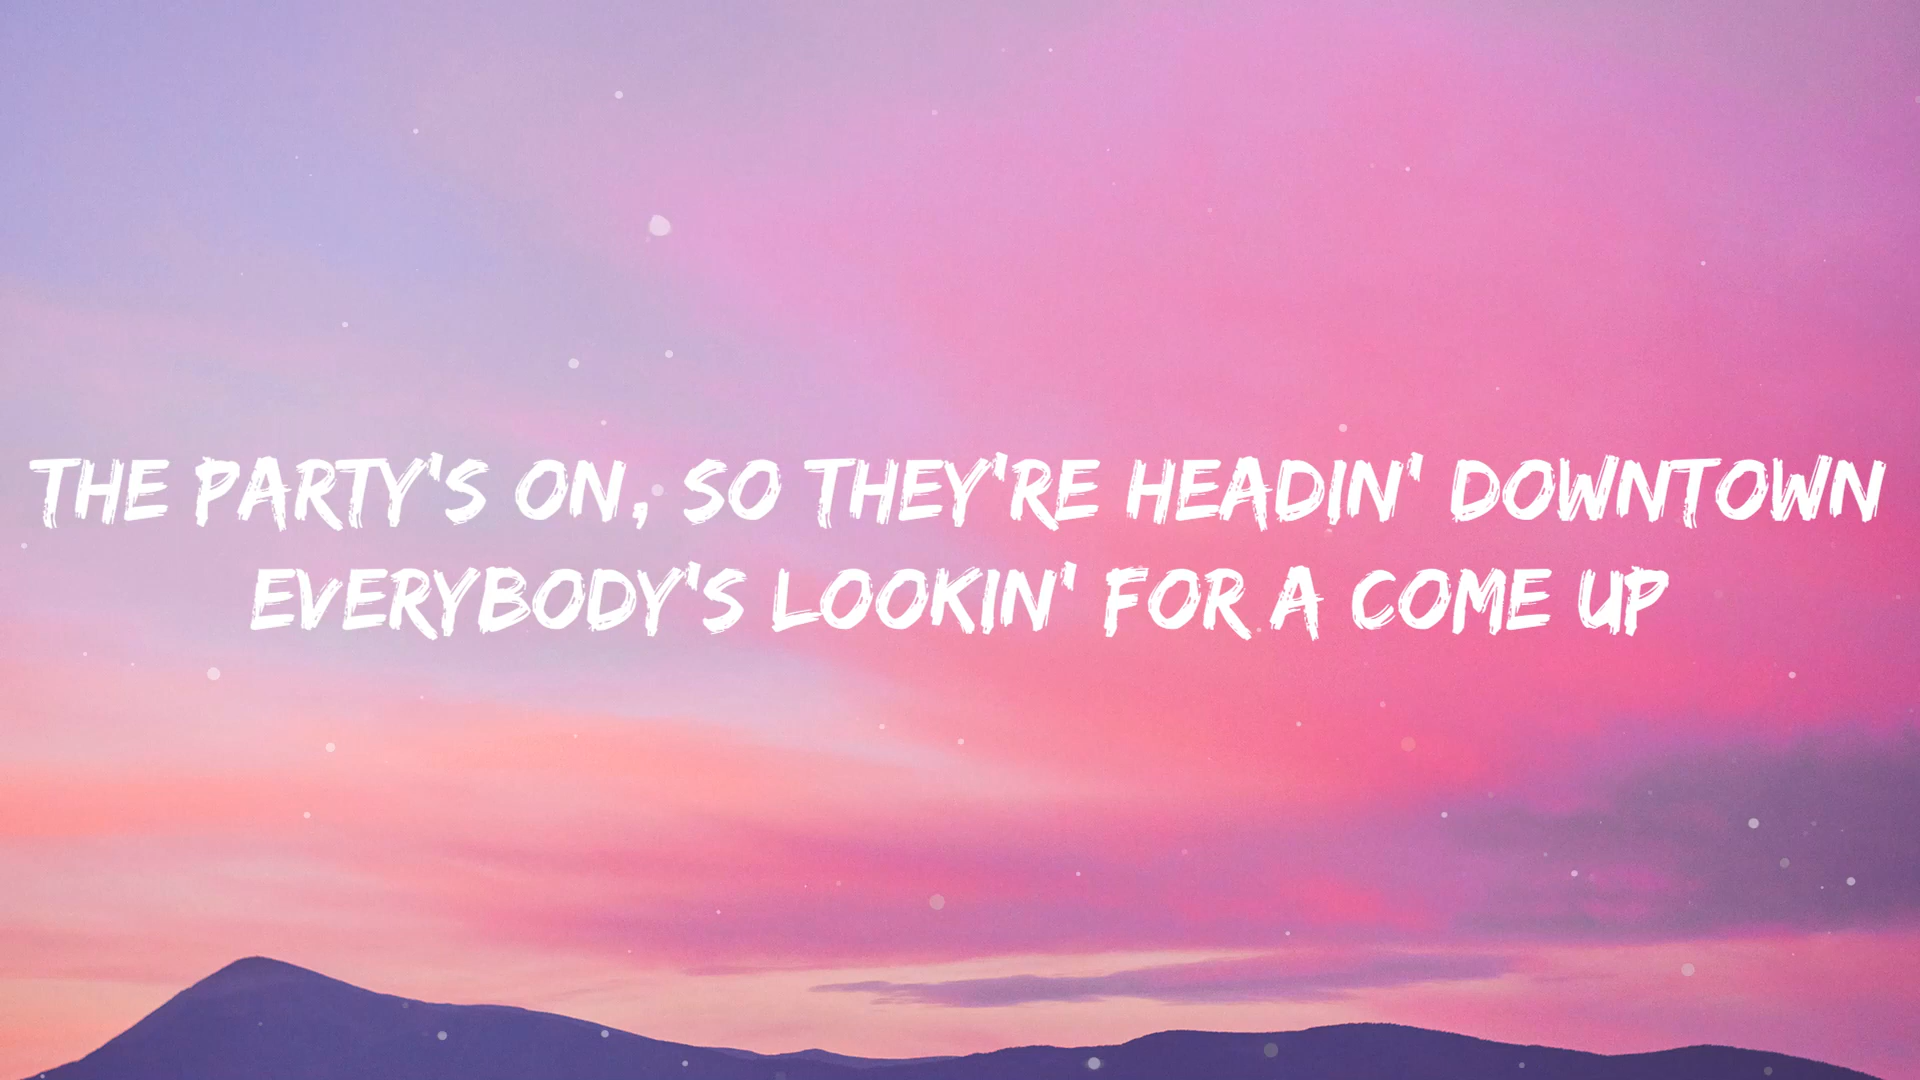 THE PARTY'S ON, SO THEY'RE HEADIN' DOWNTOWN
EVERYBODY'S LOOKIN' FOR A COME UP